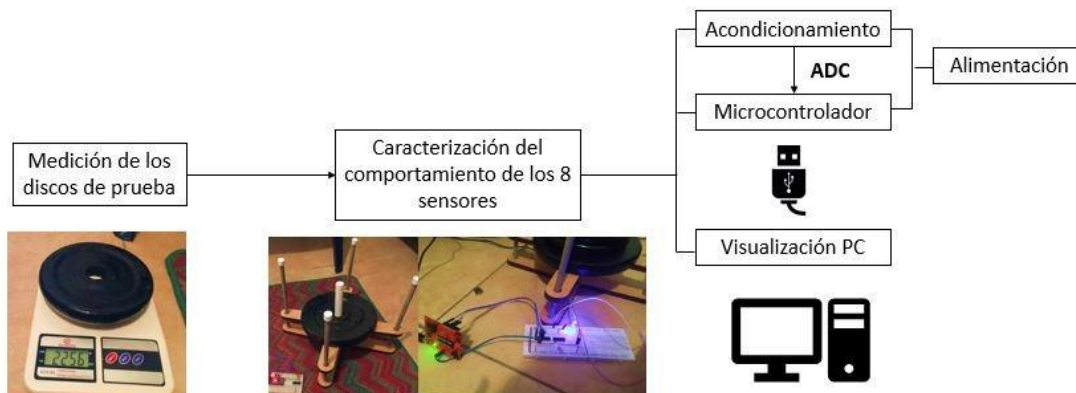 Acondicionamiento
ADC
Alimentación
Microcontrolador
Medición de los
discos de prueba
Caracterización del
comportamiento de los 8
sensores
Visualización PC
2256